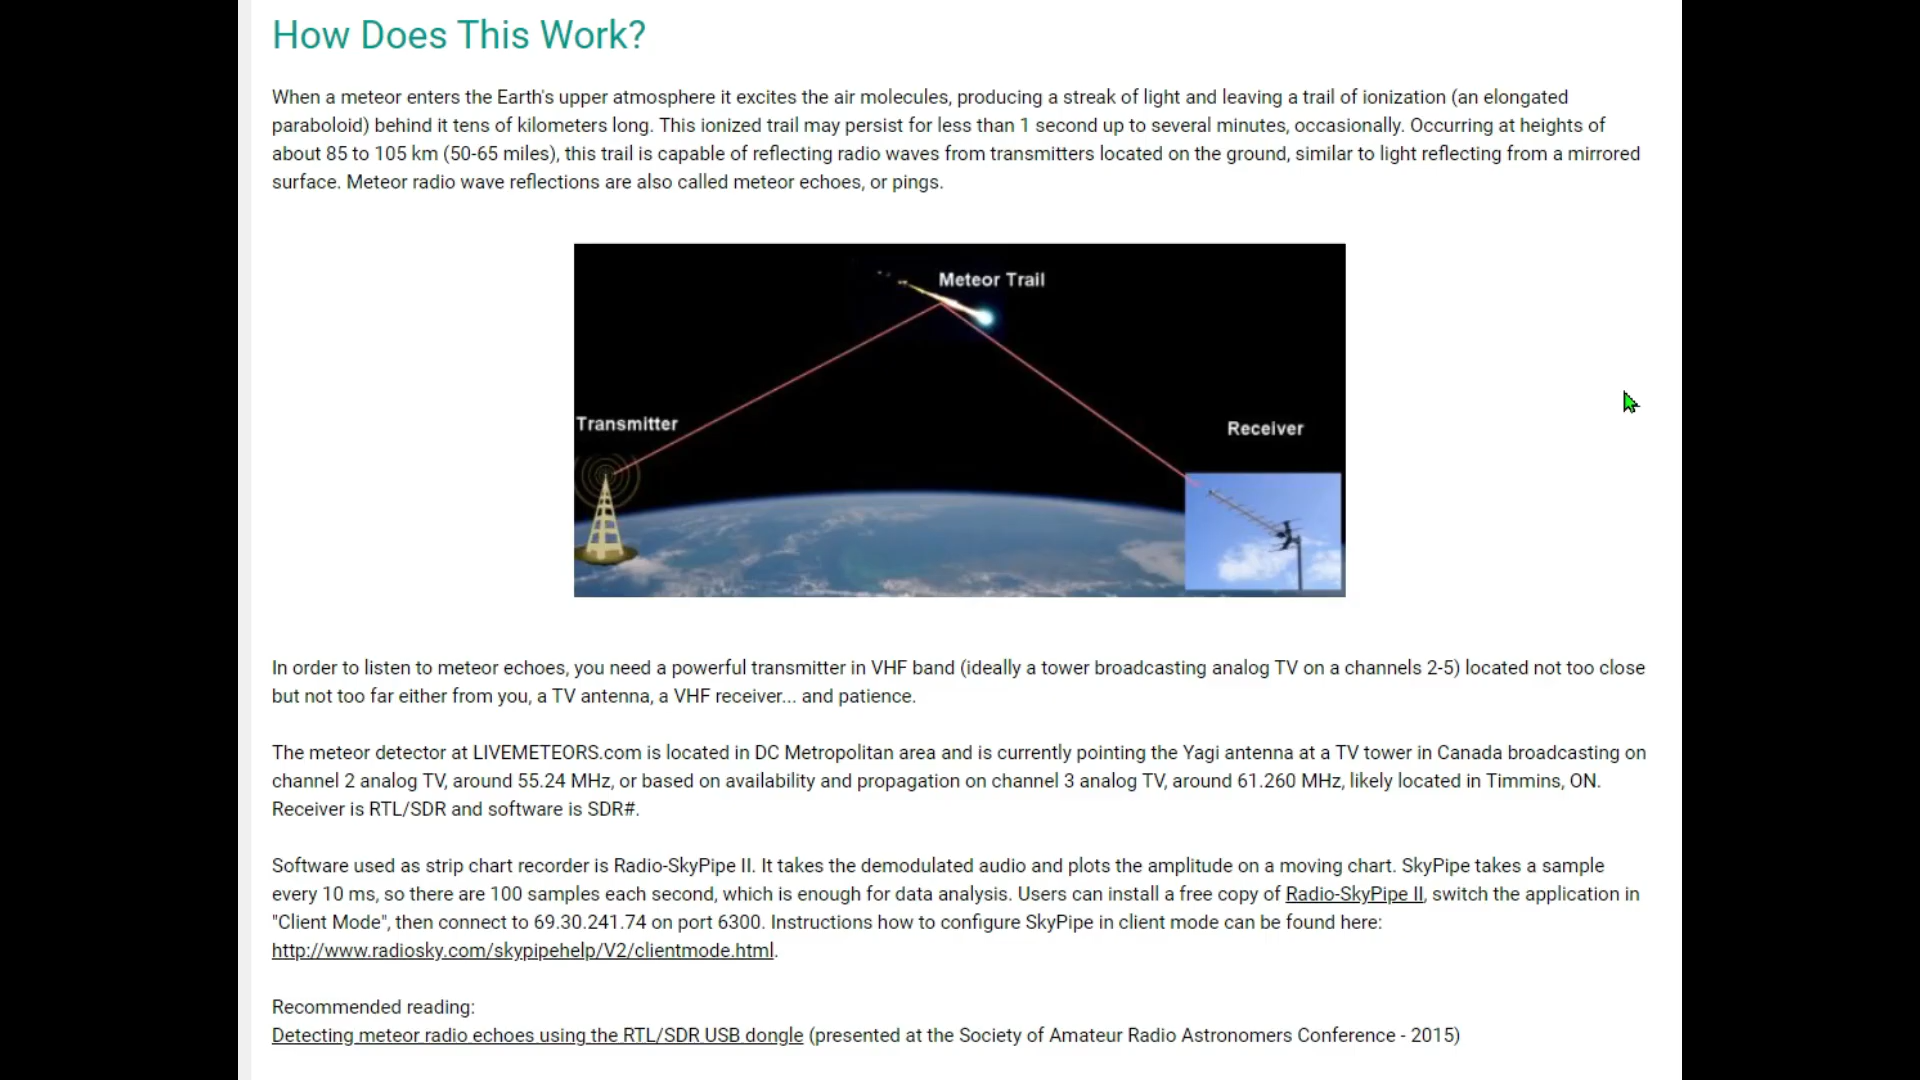 How Does This Work?
When a meteor enters the Earth's upper atmosphere it excites the air molecules, producing a streak of light and leaving a trail of ionization (an elongated
paraboloid) behind it tens of kilometers long. This ionized trail may persist for less than 1 second up to several minutes, occasionally. Occurring at heights of
about 85 to 105 km (50-65 miles), this trail is capable of reflecting radio waves from transmitters located on the ground, similar to light reflecting from a mirrored
surface. Meteor radio wave reflections are also called meteor echoes, or pings.
Meteor Trail
Transmitter
Receiver
In order to listen to meteor echoes, you need a powerful transmitter in VHF band (ideally a tower broadcasting analog TV on a channels 2-5) located not too close
but not too far either from you, a TV antenna, a VHF receiver... and patience.
The meteor detector at LIVEMETEORS.com is located in DC Metropolitan area and is currently pointing the Yagi antenna at a TV tower in Canada broadcasting on
channel 2 analog TV, around 55.24 MHz, or based on availability and propagation on channel 3 analog TV, around 61.260 MHz, likely located in Timmins, ON.
Receiver is RTL/SDR and software is SDR#.
Software used as strip chart recorder is Radio-SkyPipe II. It takes the demodulated audio and plots the amplitude on a moving chart. SkyPipe takes a sample
every 10 ms, so there are 100 samples each second, which is enough for data analysis. Users can install a free copy of Radio-SkyPipe II, switch the application in
"Client Mode", then connect to 69.30.241.74 on port 6300. Instructions how to configure SkyPipe in client mode can be found here:
http://www.radiosky.com/skypipehelp/V2/clientmode.html.
Recommended reading:
Detecting meteor radio echoes using the RTL/SDR USB dongle (presented at the Society of Amateur Radio Astronomers Conference - 2015)